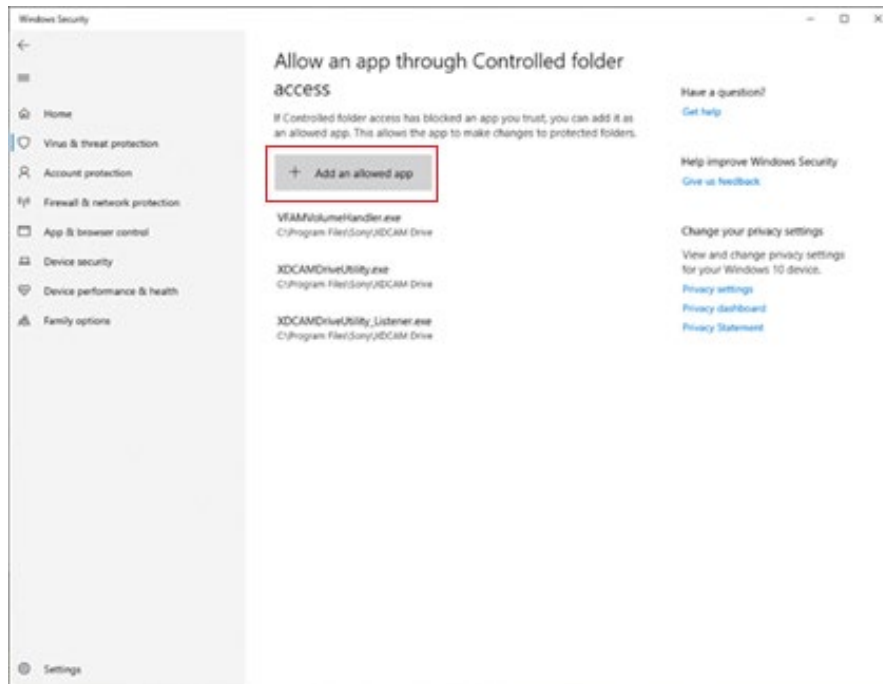 Windows Security
Home
Virus & threat protection
Account protection
Firewall & network protection
App & browser control
Device security
Device performance & health
Family options
Settings
Allow an app through Controlled folder
access
If Controlled folder access has blocked an app you trust, you can add it as
an allowed app. This allows the app to make changes to protected folders.
+ Add an allowed app
VFAMVolumeHandler.exe
C:\Program Files\Sony\XDCAM Drive
XDCAMDriveUtility.exe
C:\Program Files\Sony\XDCAM Drive
XDCAMDriveUtility_Listener.exe
C:\Program Files\Sony\XDCAM Drive
Have a question?
Get help
Help improve Windows Security
Give us feedback
Change your privacy settings
View and change privacy settings
for your Windows 10 device.
Privacy settings
Privacy dashboard
Privacy Statement